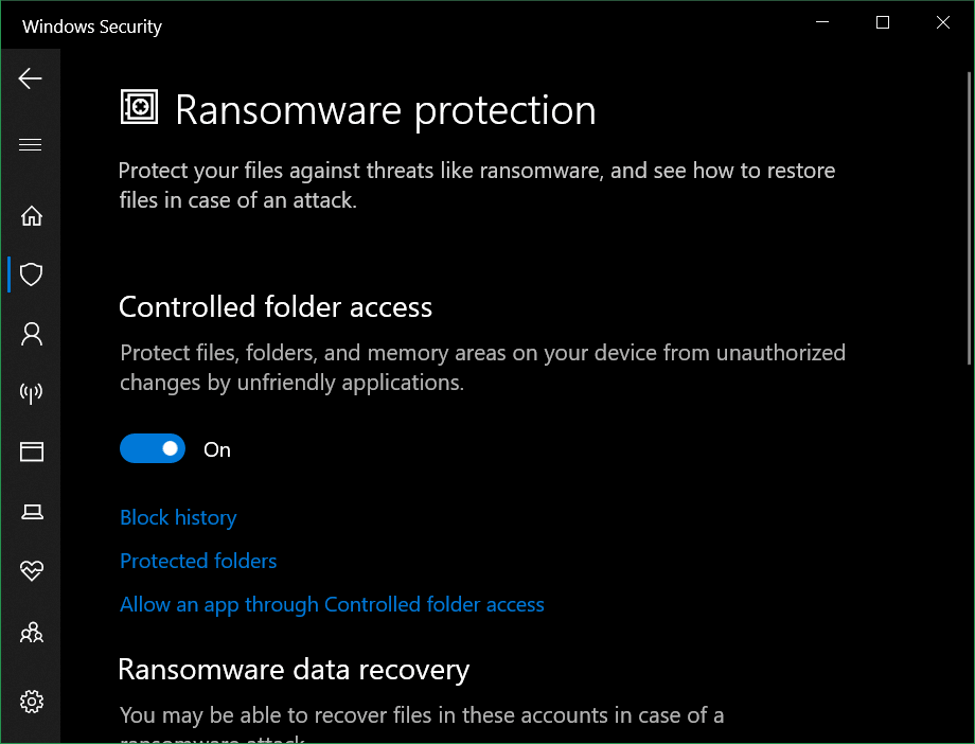 Windows Security
Ransomware protection
Protect your files against threats like ransomware, and see how to restore
files in case of an attack.
Controlled folder access
Protect files, folders, and memory areas on your device from unauthorized
changes by unfriendly applications.
On
Block history
Protected folders
Allow an app through Controlled folder access
Ransomware data recovery
You may be able to recover files in these accounts in case of a
ransomware attack.